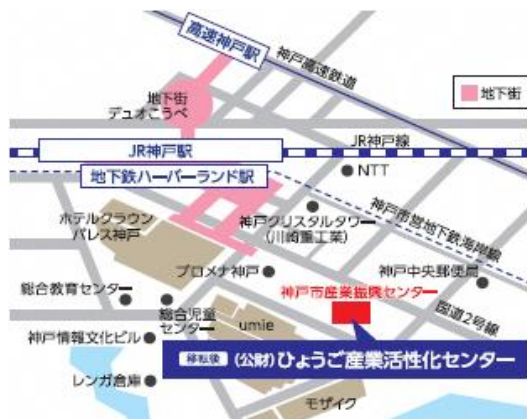 高速神戸駅
神戸高速鉄道
地下街
デュオこうべ
地下街
JR神戸線
JR神戸駅
NTT
地下鉄ハーバーランド駅
神戸市営地下鉄海岸線
ホテルクラウン
パレス神戸
神戸クリスタルタワー
(川崎重工業)
プロメナ神戸
神戸中央郵便局
神戸市産業振興センター
総合教育センター
国道2号線
総合児童
センター
umie
神戸情報文化ビル
移転後 (公財)ひょうご産業活性化センター
レンガ倉庫
モザイク